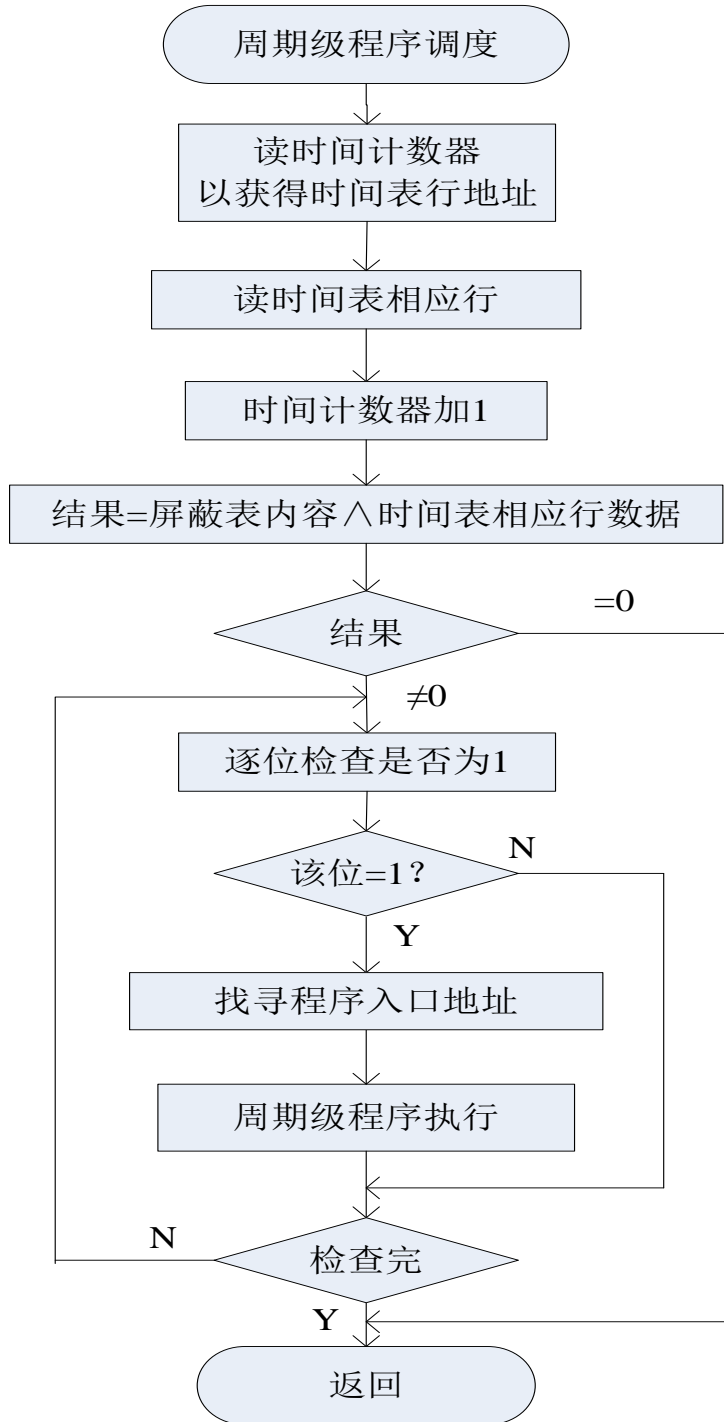 周期级程序调度
读时间计数器
以获得时间表行地址
读时间表相应行
时间计数器加1
结果=屏蔽表内容∧时间表相应行数据
结果
=0
≠0
逐位检查是否为1
该位=1?
N
Y
找寻程序入口地址
周期级程序执行
N
检查完
Y
返回